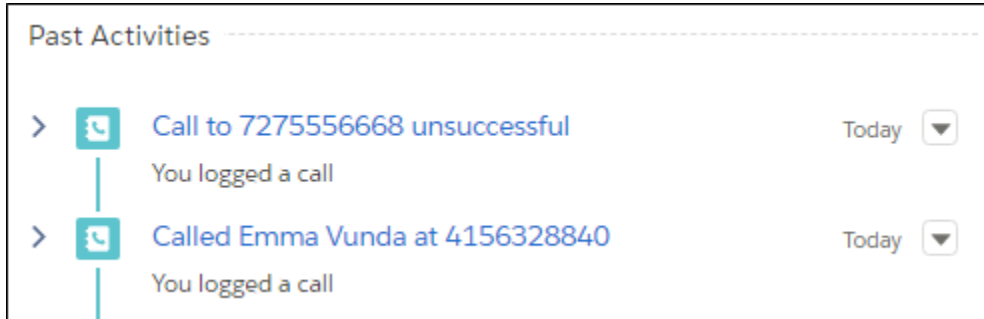 Past Activities
Call to 7275556668 unsuccessful
Today
You logged a call
Called Emma Vunda at 4156328840
Today
You logged a call